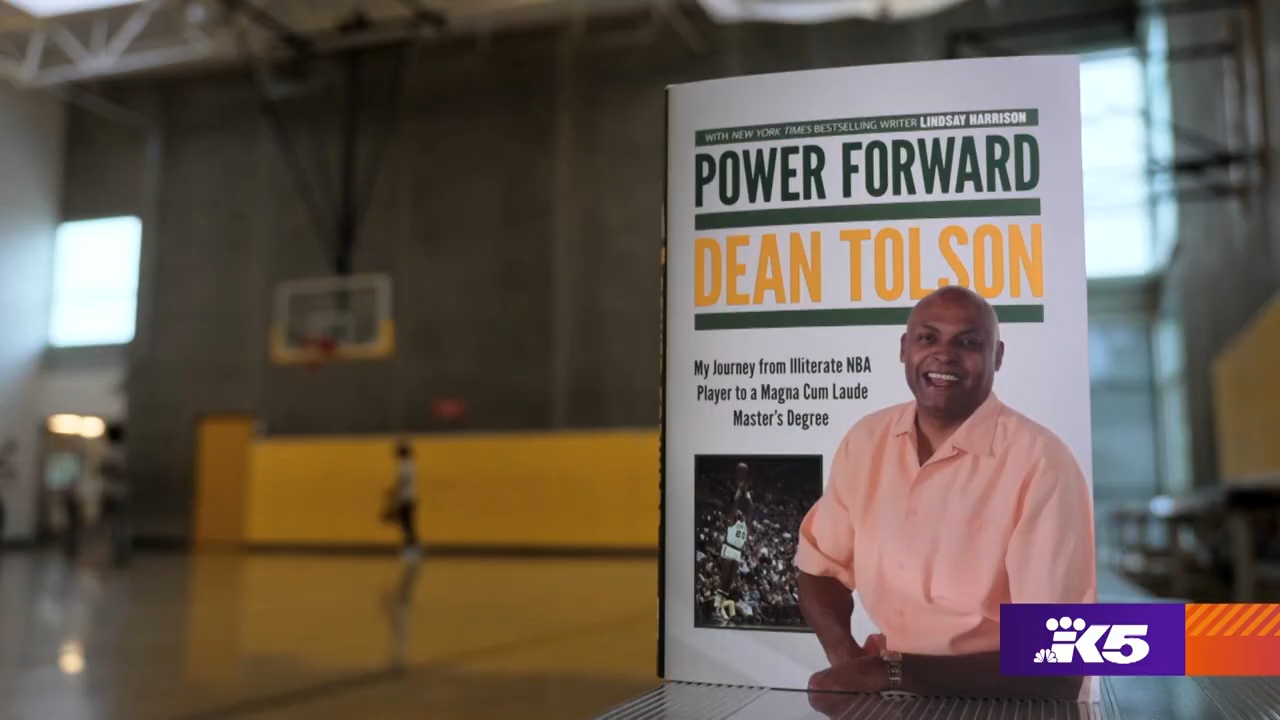 WITH NEW YORK TIMES BESTSELLING WRITER LINDSAY HARRISON
POWER FORWARD
DEAN TOLSON
My Journey from Illiterate NBA
Player to a Magna Cum Laude
Master's Degree
20
K5